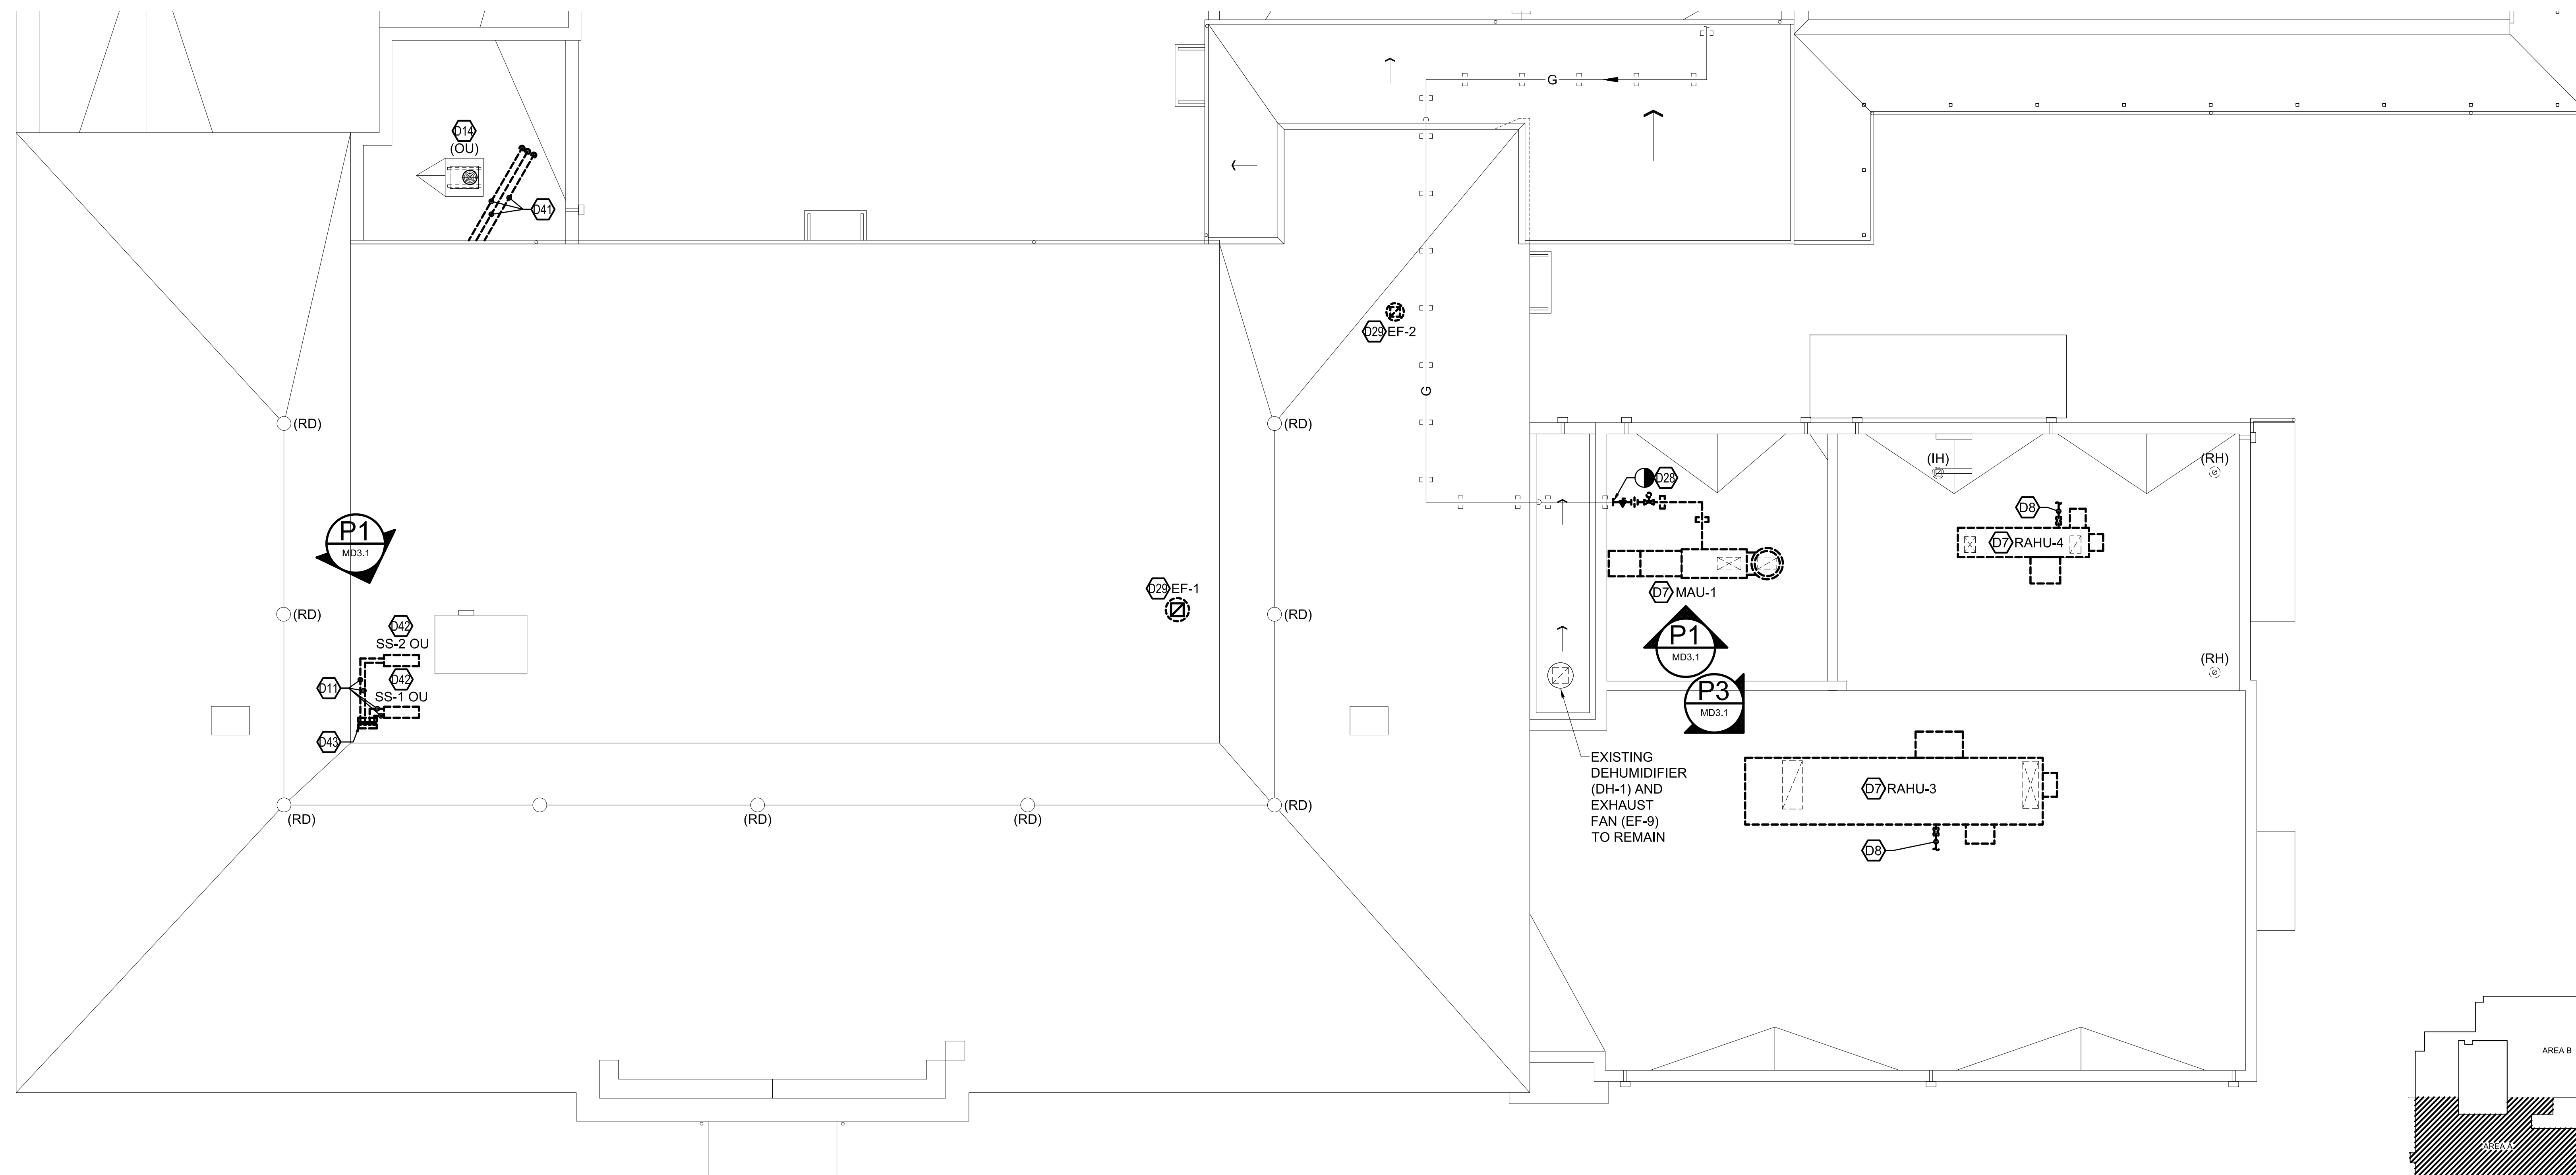 G
D14
(OU)
D41
D29 EF-2
G
(RD)
(RD)
D28
(IH)
(RH)
D8
D7 RAHU-4
P1
MD3.1
D29 EF-1
D7 MAU-1
(RD)
(RD)
D42
SS-2 OU
D42
SS-1 OU
D11
D43
P1
MD3.1
(RH)
P3
MD3.1
EXISTING
DEHUMIDIFIER
(DH-1) AND
EXHAUST
FAN (EF-9)
TO REMAIN
D7 RAHU-3
D8
(RD)
(RD)
(RD)
(RD)
AREA B
AREA A